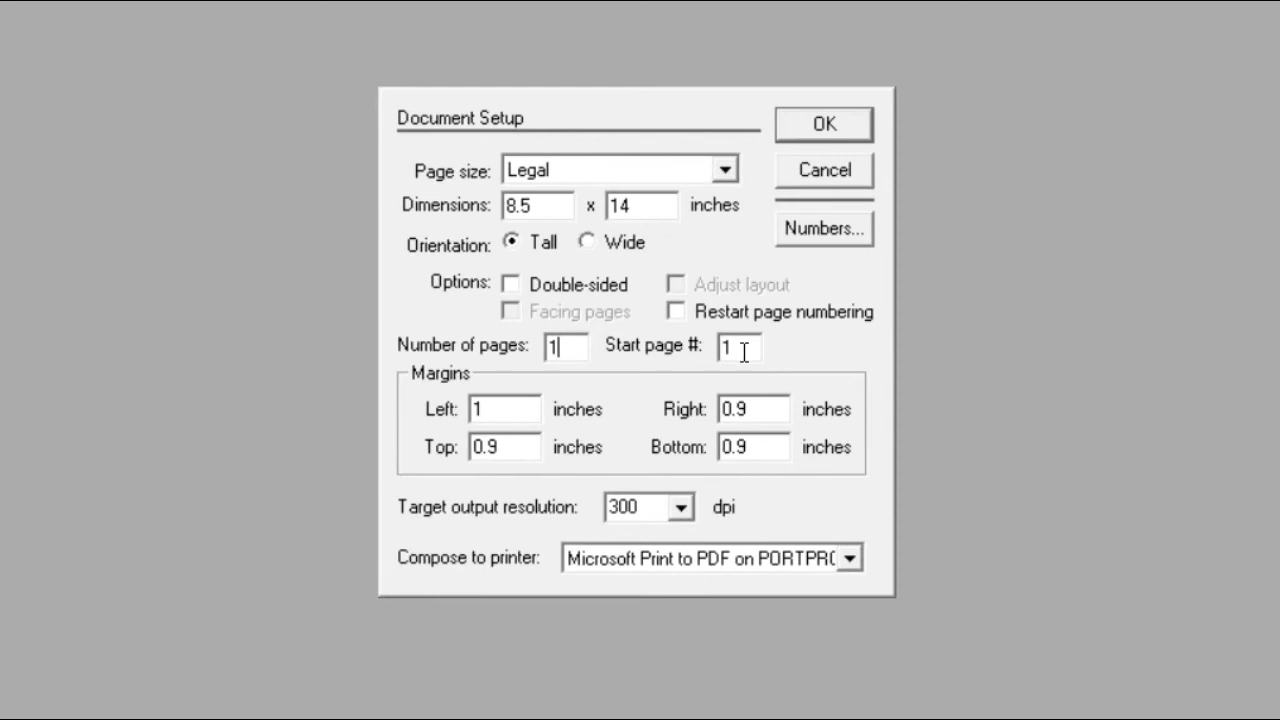 Document Setup
OK
Page size: Legal
Cancel
Dimensions: 8.5 x 14 inches
Numbers...
Orientation: Tall Wide
Options: Double-sided Adjust layout
Facing pages Restart page numbering
Number of pages: 1 Start page #: 1
Margins
Left: 1 inches Right: 0.9 inches
Top: 0.9 inches Bottom: 0.9 inches
Target output resolution: 300 dpi
Compose to printer: Microsoft Print to PDF on PORTPRO